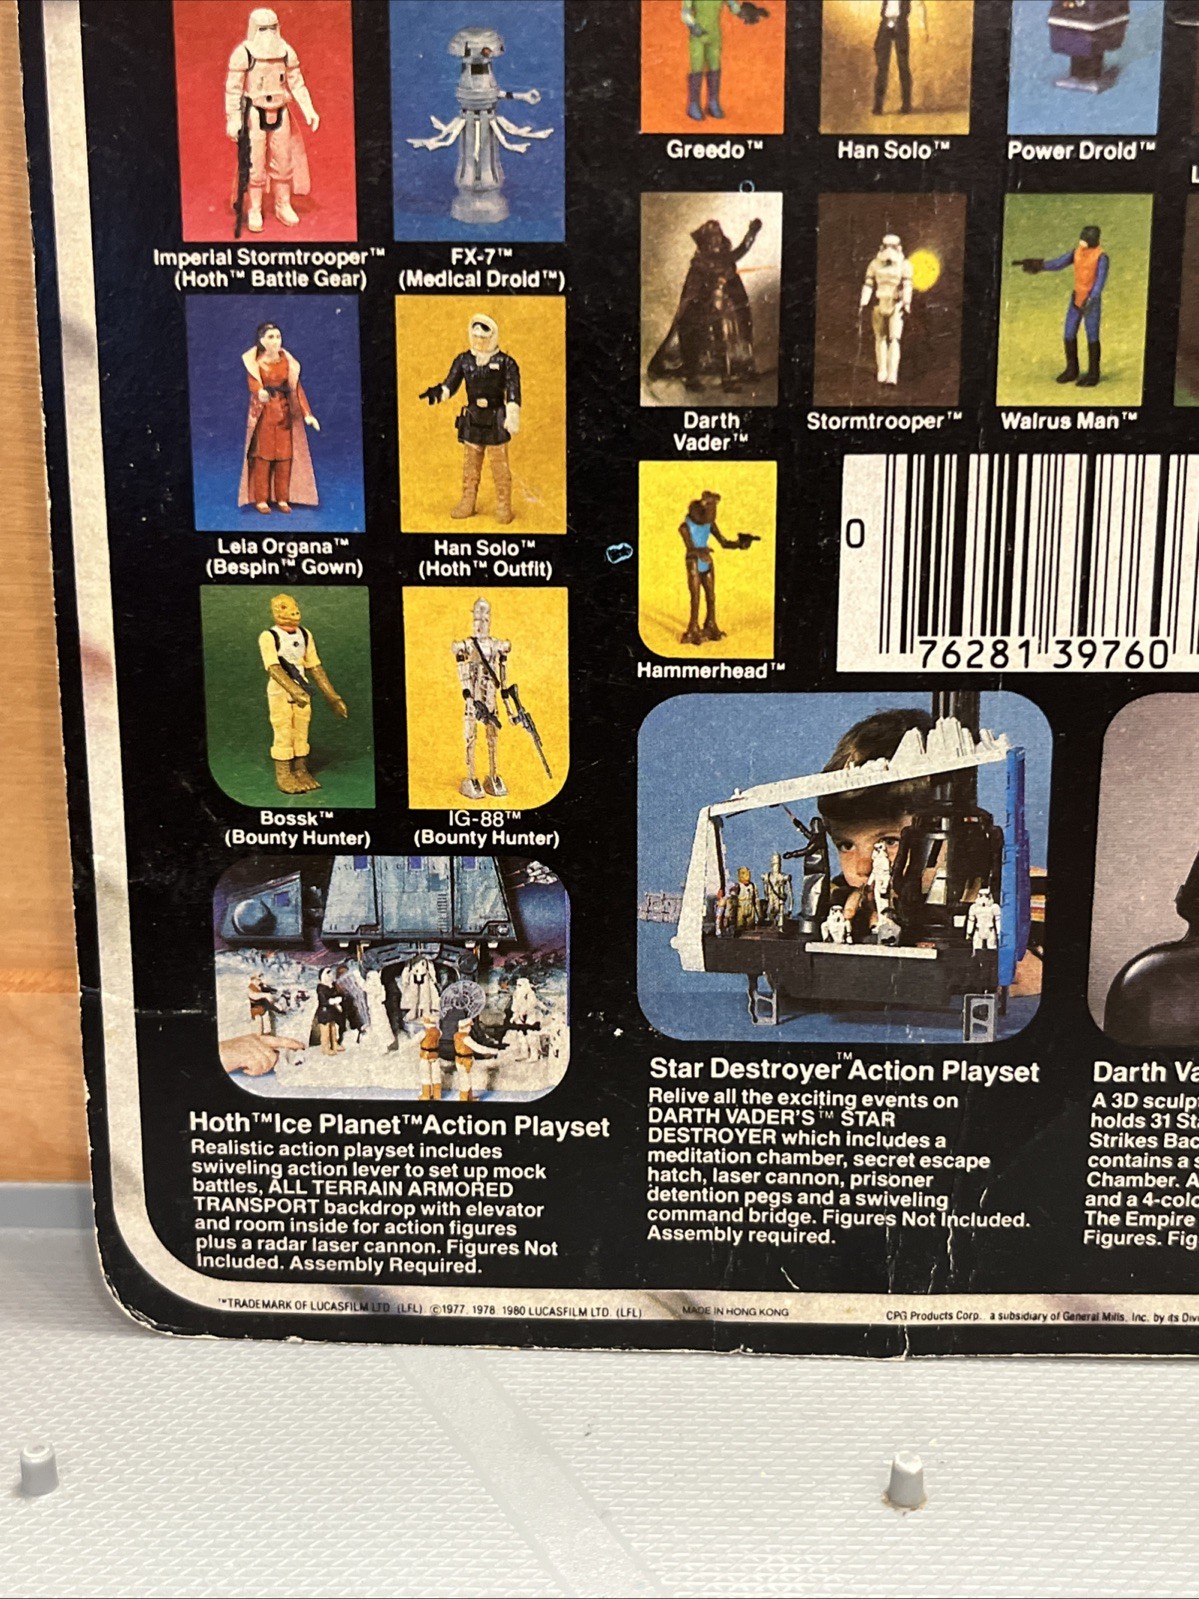 Imperial Stormtrooper™
(Hoth™ Battle Gear)
FX-7™
(Medical Droid™)
Leia Organa™
(Bespin™ Gown)
Han Solo™
(Hoth™ Outfit)
Bossk™
(Bounty Hunter)
IG-88™
(Bounty Hunter)
Greedo™
Han Solo™
Power Droid™
Darth
Vader™
Stormtrooper™
Walrus Man™
Hammerhead™
0
76281 39760
Hoth™ Ice Planet™ Action Playset
Realistic action playset includes
swiveling action lever to set up mock
battles, ALL TERRAIN ARMORED
TRANSPORT backdrop with elevator
and room inside for action figures
plus a radar laser cannon. Figures Not
Included. Assembly Required.
Star Destroyer™ Action Playset
Relive all the exciting events on
DARTH VADER'S™ STAR
DESTROYER which includes a
meditation chamber, secret escape
hatch, laser cannon, prisoner
detention pegs and a swiveling
command bridge. Figures Not Included.
Assembly required.
Darth
A 3D
holds 31
Strikes
contains a
Chamber.
and a
The Empire
Figures.
™TRADEMARK OF LUCASFILM LTD. (LFL) ©1977, 1978, 1980 LUCASFILM LTD. (LFL)
MADE IN HONG KONG
CPG Products Corp. a subsidiary of General Mills, Inc. by its